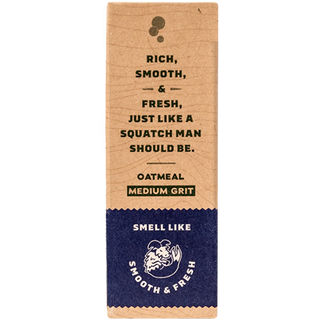 RICH,
SMOOTH,
&
FRESH,
JUST LIKE A
SQUATCH MAN
SHOULD BE.
OATMEAL
MEDIUM GRIT
SMELL LIKE
SMOOTH & FRESH